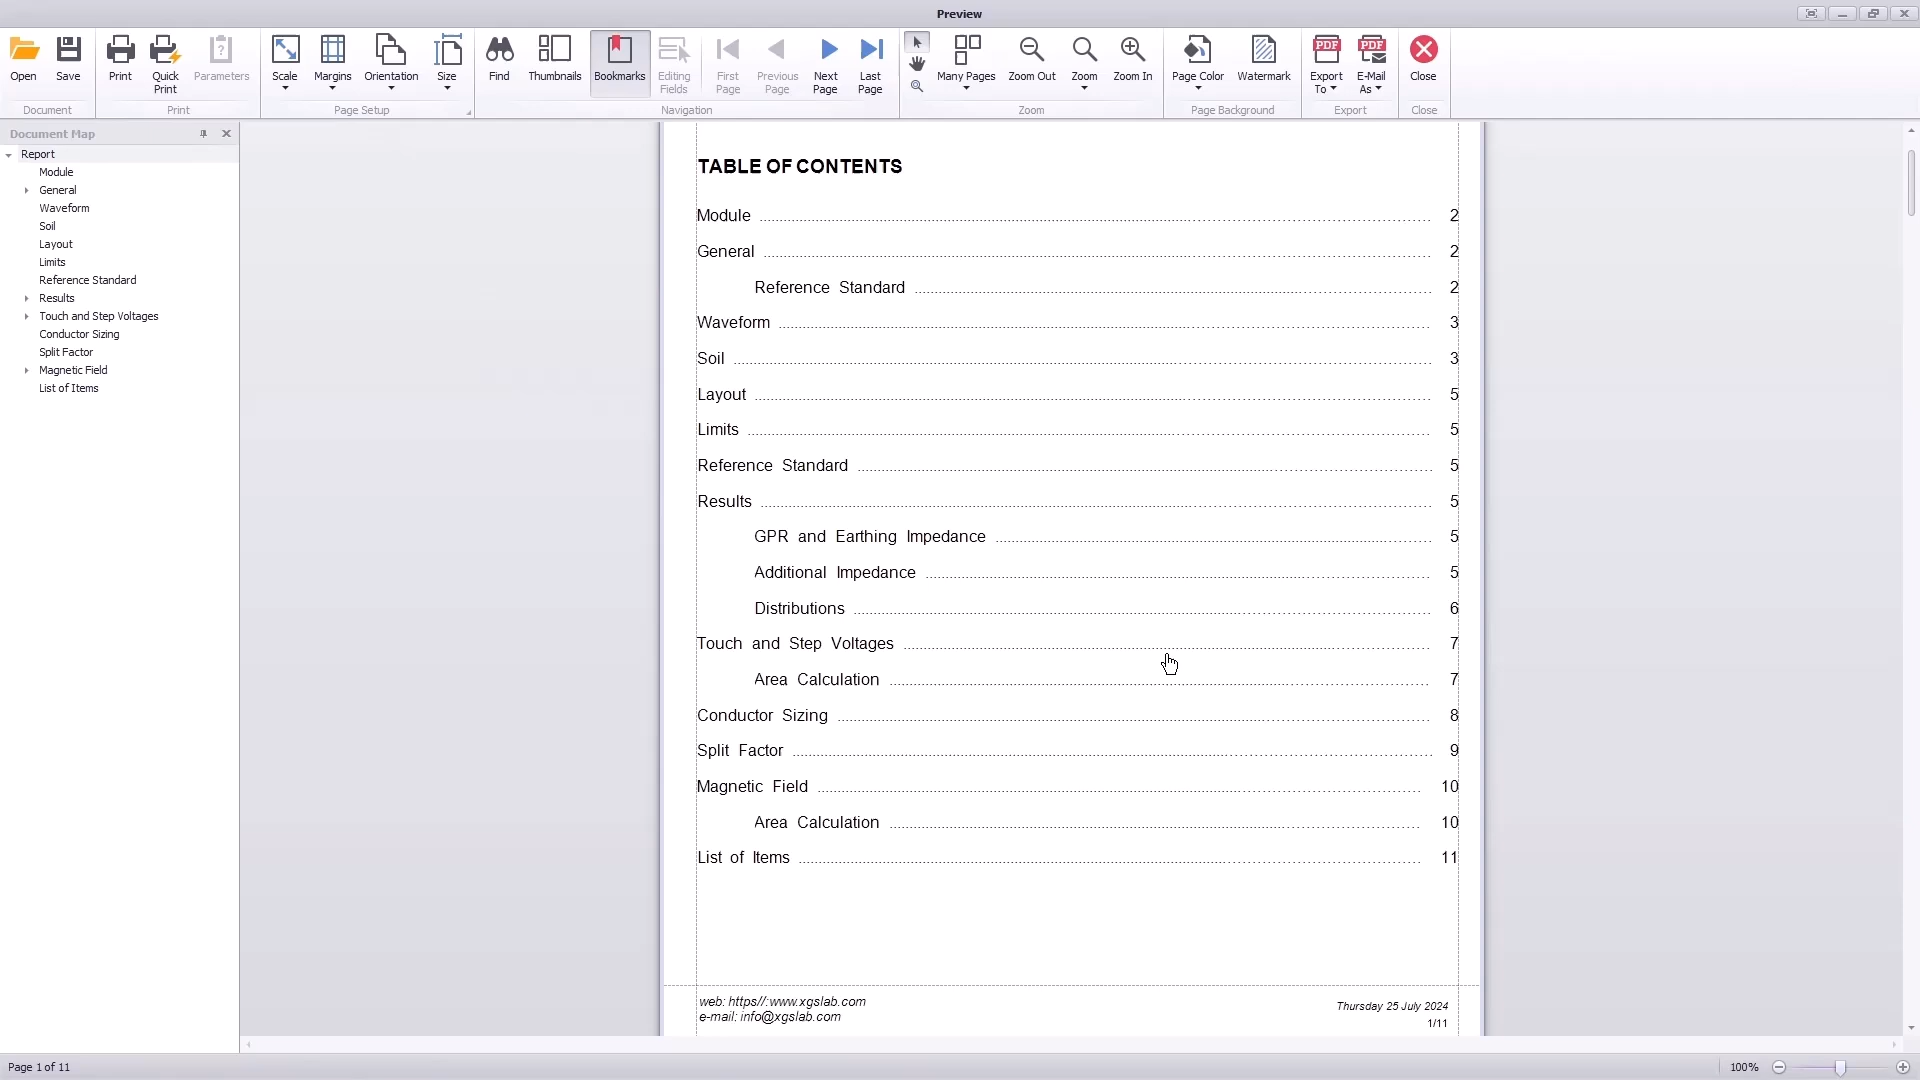 Preview
Open
Save
Print
Quick
Print
Parameters
Scale
Margins
Orientation
Size
Find
Thumbnails
Bookmarks
Editing
Fields
First
Page
Previous
Page
Next
Page
Last
Page
Many Pages
Zoom Out
Zoom
Zoom In
Page Color
Watermark
PDF
Export
To
PDF
E-Mail
As
Close
Document
Print
Page Setup
Navigation
Zoom
Page Background
Export
Close
Document Map
Report
Module
General
Waveform
Soil
Layout
Limits
Reference Standard
Results
Touch and Step Voltages
Conductor Sizing
Split Factor
Magnetic Field
List of Items
TABLE OF CONTENTS
Module 2
General 2
Reference Standard 2
Waveform 3
Soil 3
Layout 5
Limits 5
Reference Standard 5
Results 5
GPR and Earthing Impedance 5
Additional Impedance 5
Distributions 6
Touch and Step Voltages 7
Area Calculation 7
Conductor Sizing 8
Split Factor 9
Magnetic Field 10
Area Calculation 10
List of Items 11
web: https//:www.xgslab.com
e-mail: info@xgslab.com
Thursday 25 July 2024
1/11
Page 1 of 11
100%